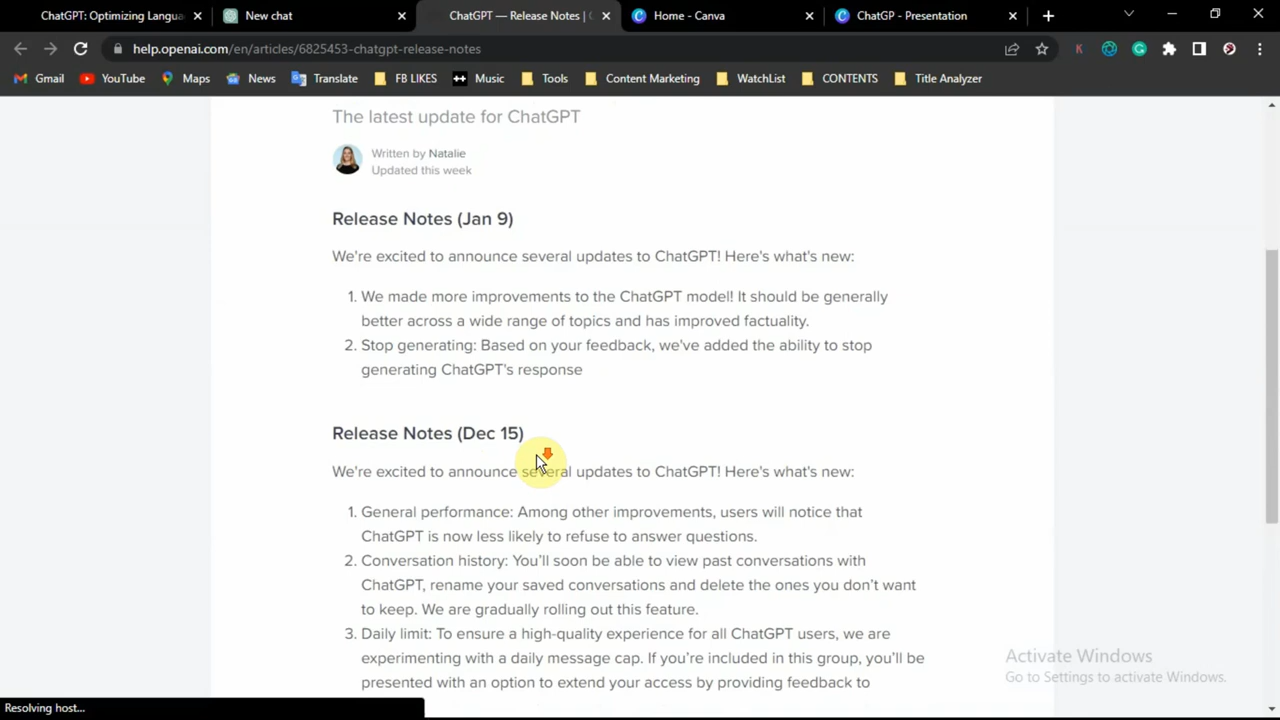 ChatGPT: Optimizing Langua
New chat
ChatGPT — Release Notes |
Home - Canva
ChatGP - Presentation
help.openai.com/en/articles/6825453-chatgpt-release-notes
Gmail
YouTube
Maps
News
Translate
FB LIKES
Music
Tools
Content Marketing
WatchList
CONTENTS
Title Analyzer
The latest update for ChatGPT
Written by Natalie
Updated this week
Release Notes (Jan 9)
We're excited to announce several updates to ChatGPT! Here's what's new:
1. We made more improvements to the ChatGPT model! It should be generally
better across a wide range of topics and has improved factuality.
2. Stop generating: Based on your feedback, we've added the ability to stop
generating ChatGPT's response
Release Notes (Dec 15)
We're excited to announce several updates to ChatGPT! Here's what's new:
1. General performance: Among other improvements, users will notice that
ChatGPT is now less likely to refuse to answer questions.
2. Conversation history: You’ll soon be able to view past conversations with
ChatGPT, rename your saved conversations and delete the ones you don’t want
to keep. We are gradually rolling out this feature.
3. Daily limit: To ensure a high-quality experience for all ChatGPT users, we are
experimenting with a daily message cap. If you’re included in this group, you’ll be
presented with an option to extend your access by providing feedback to
Activate Windows
Go to Settings to activate Windows.
Resolving host...